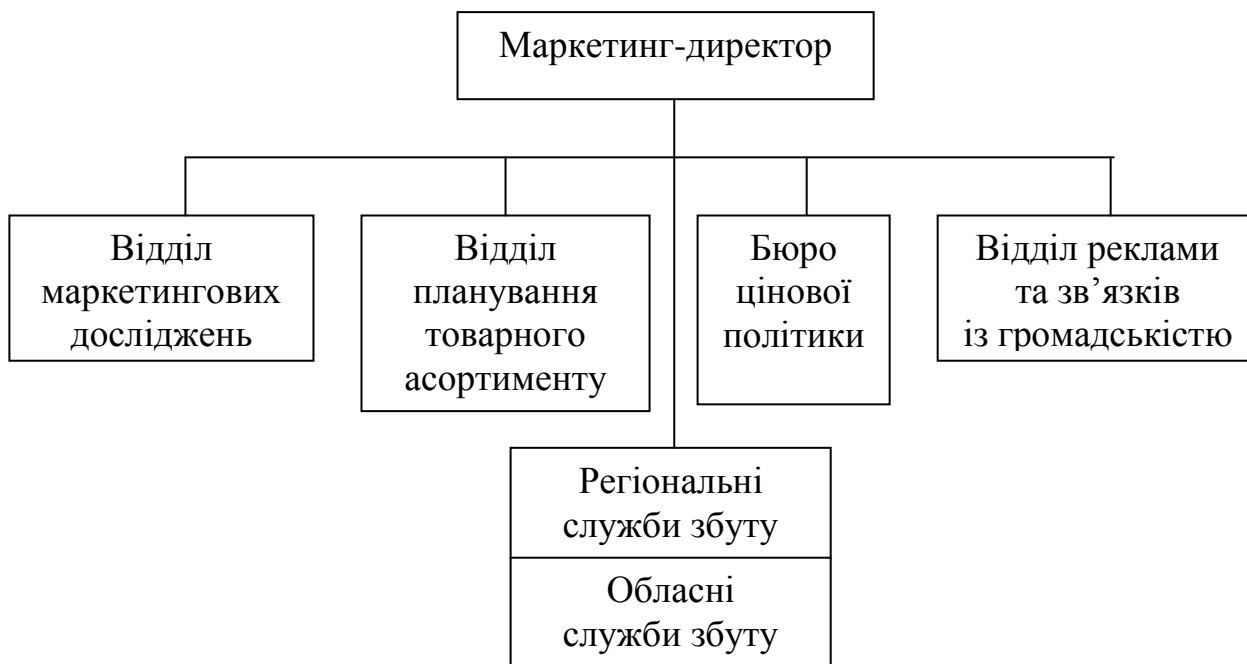 Маркетинг-директор
Відділ
маркетингових
досліджень
Відділ
планування
товарного
асортименту
Бюро
цінової
політики
Відділ реклами
та зв’язків
із громадськістю
Регіональні
служби збуту
Обласні
служби збуту